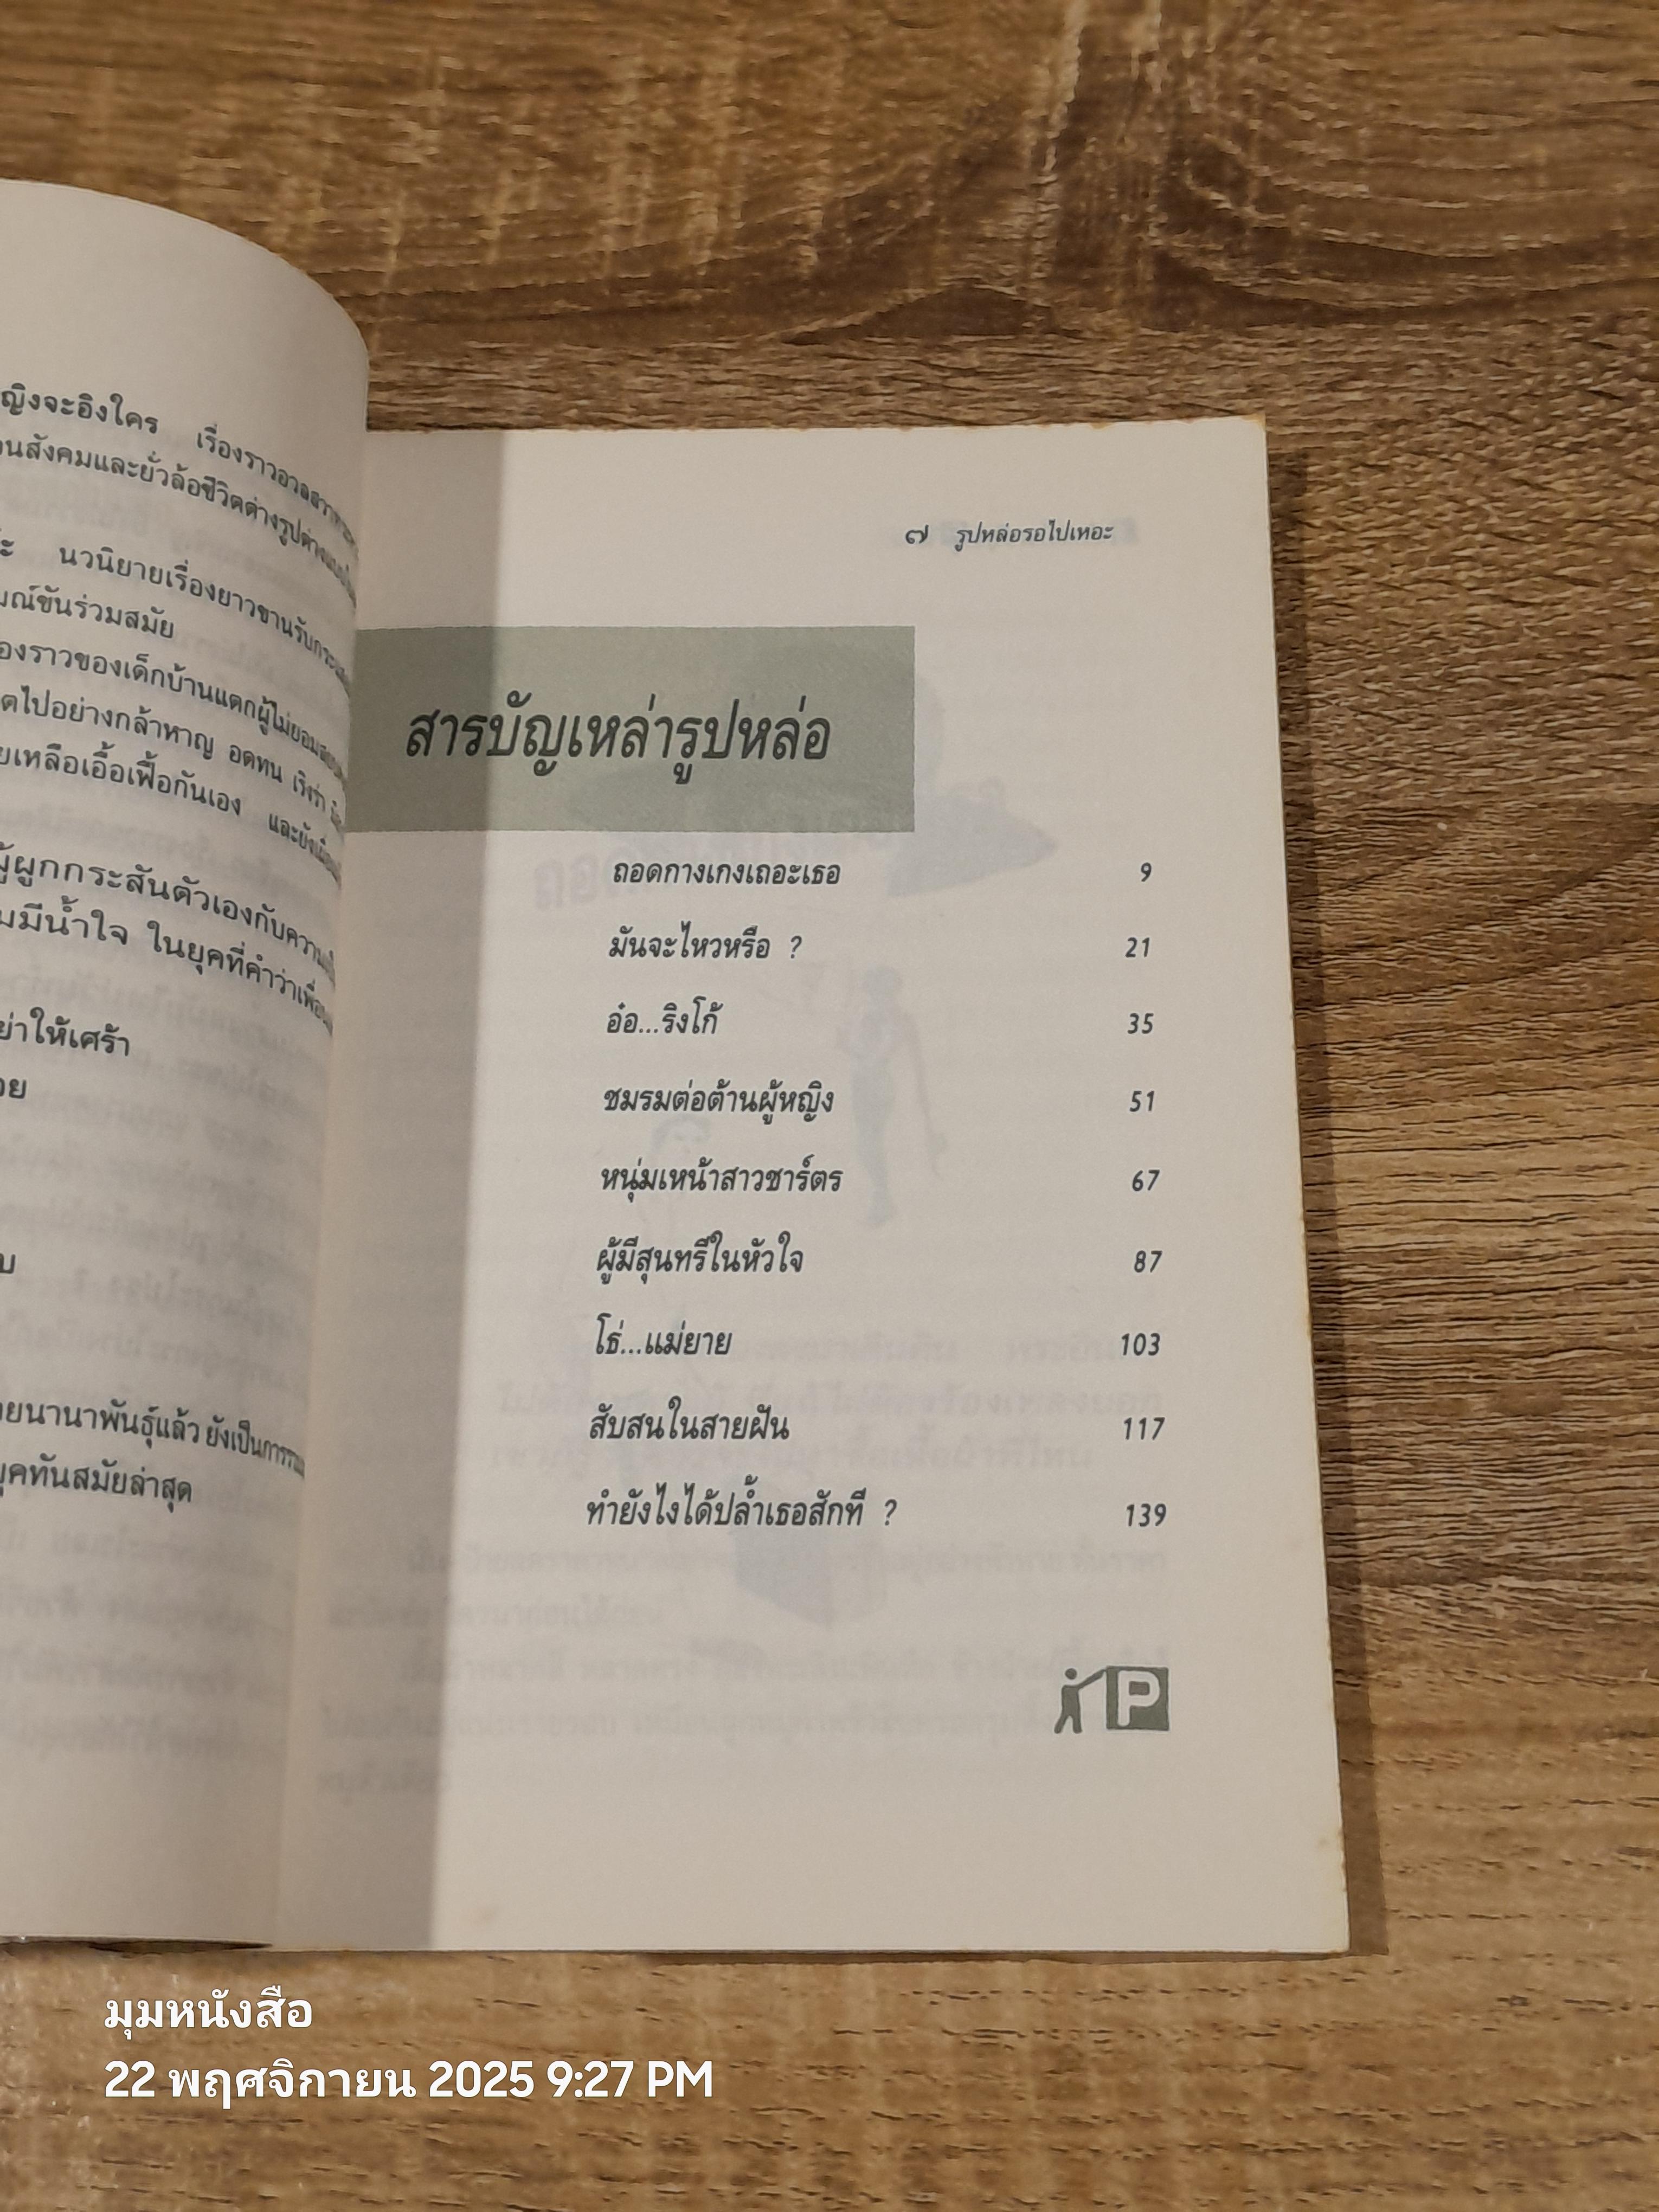 ญิงจะอิงใคร เรื่องราวอวลอวาท
นสังคมและยั่วล้อชีวิตต่างรูปต่างแบบ
นวนิยายเรื่องยาวขานรับกระแส
มณ์ขันร่วมสมัย
องราวของเด็กบ้านแตกผู้ไม่ยอม
ดไปอย่างกล้าหาญ อดทน เริงร่า
ยเหลือเอื้อเฟื้อกันเอง และยัง
ผู้ผูกกระสันตัวเองกับความ
มมีน้ำใจ ในยุคที่คำว่าเพื่อน
ย่าให้เศร้า
วย
บ
ยนานาพันธุ์แล้ว ยังเป็นการ
ยุคทันสมัยล่าสุด
๗ รูปหล่อรอไปเหอะ
สารบัญเหล่ารูปหล่อ
ถอดกางเกงเถอะเธอ 9
มันจะไหวหรือ ? 21
อ๋อ...ริงโก้ 35
ชมรมต่อต้านผู้หญิง 51
หนุ่มเหน้าสาวชาร์ตร 67
ผู้มีสุนทรีในหัวใจ 87
โธ่...แม่ยาย 103
สับสนในสายฝัน 117
ทำยังไงได้ปล้ำเธอสักที ? 139
P
มุมหนังสือ
22 พฤศจิกายน 2025 9:27 PM